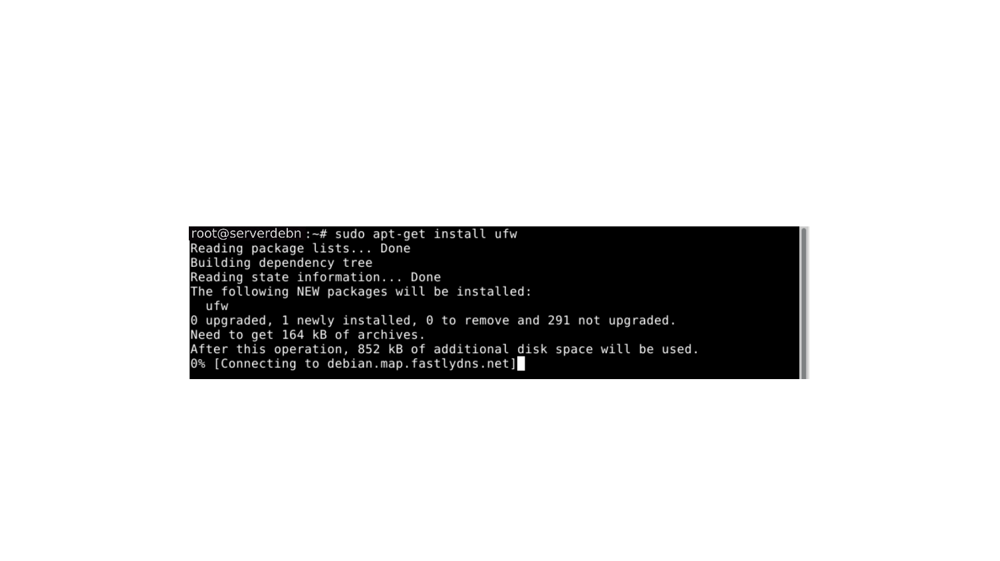 root@serverdebn :~# sudo apt-get install ufw
Reading package lists... Done
Building dependency tree
Reading state information... Done
The following NEW packages will be installed:
  ufw
0 upgraded, 1 newly installed, 0 to remove and 291 not upgraded.
Need to get 164 kB of archives.
After this operation, 852 kB of additional disk space will be used.
0% [Connecting to debian.map.fastlydns.net]